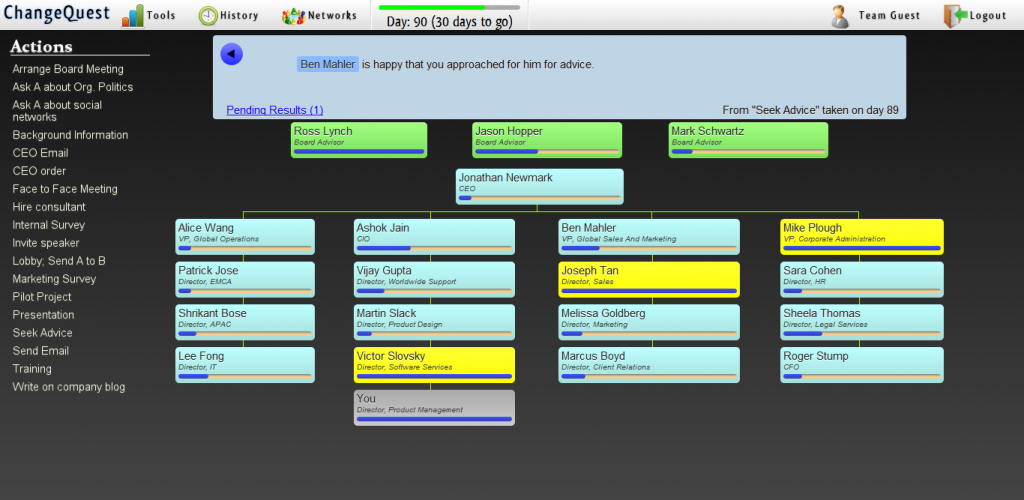 ChangeQuest Tools History Networks Day: 90 (30 days to go) Team Guest Logout
Actions
Arrange Board Meeting
Ask A about Org. Politics
Ask A about social
networks
Background Information
CEO Email
CEO order
Face to Face Meeting
Hire consultant
Internal Survey
Invite speaker
Lobby; Send A to B
Marketing Survey
Pilot Project
Presentation
Seek Advice
Send Email
Training
Write on company blog
Ben Mahler is happy that you approached for him for advice.
Pending Results (1) From "Seek Advice" taken on day 89
Ross Lynch
Board Advisor
Jason Hopper
Board Advisor
Mark Schwartz
Board Advisor
Jonathan Newmark
CEO
Alice Wang
VP, Global Operations
Ashok Jain
CIO
Ben Mahler
VP, Global Sales And Marketing
Mike Plough
VP, Corporate Administration
Patrick Jose
Director, EMCA
Vijay Gupta
Director, Worldwide Support
Joseph Tan
Director, Sales
Sara Cohen
Director, HR
Shrikant Bose
Director, APAC
Martin Slack
Director, Product Design
Melissa Goldberg
Director, Marketing
Sheela Thomas
Director, Legal Services
Lee Fong
Director, IT
Victor Slovsky
Director, Software Services
Marcus Boyd
Director, Client Relations
Roger Stump
CFO
You
Director, Product Management